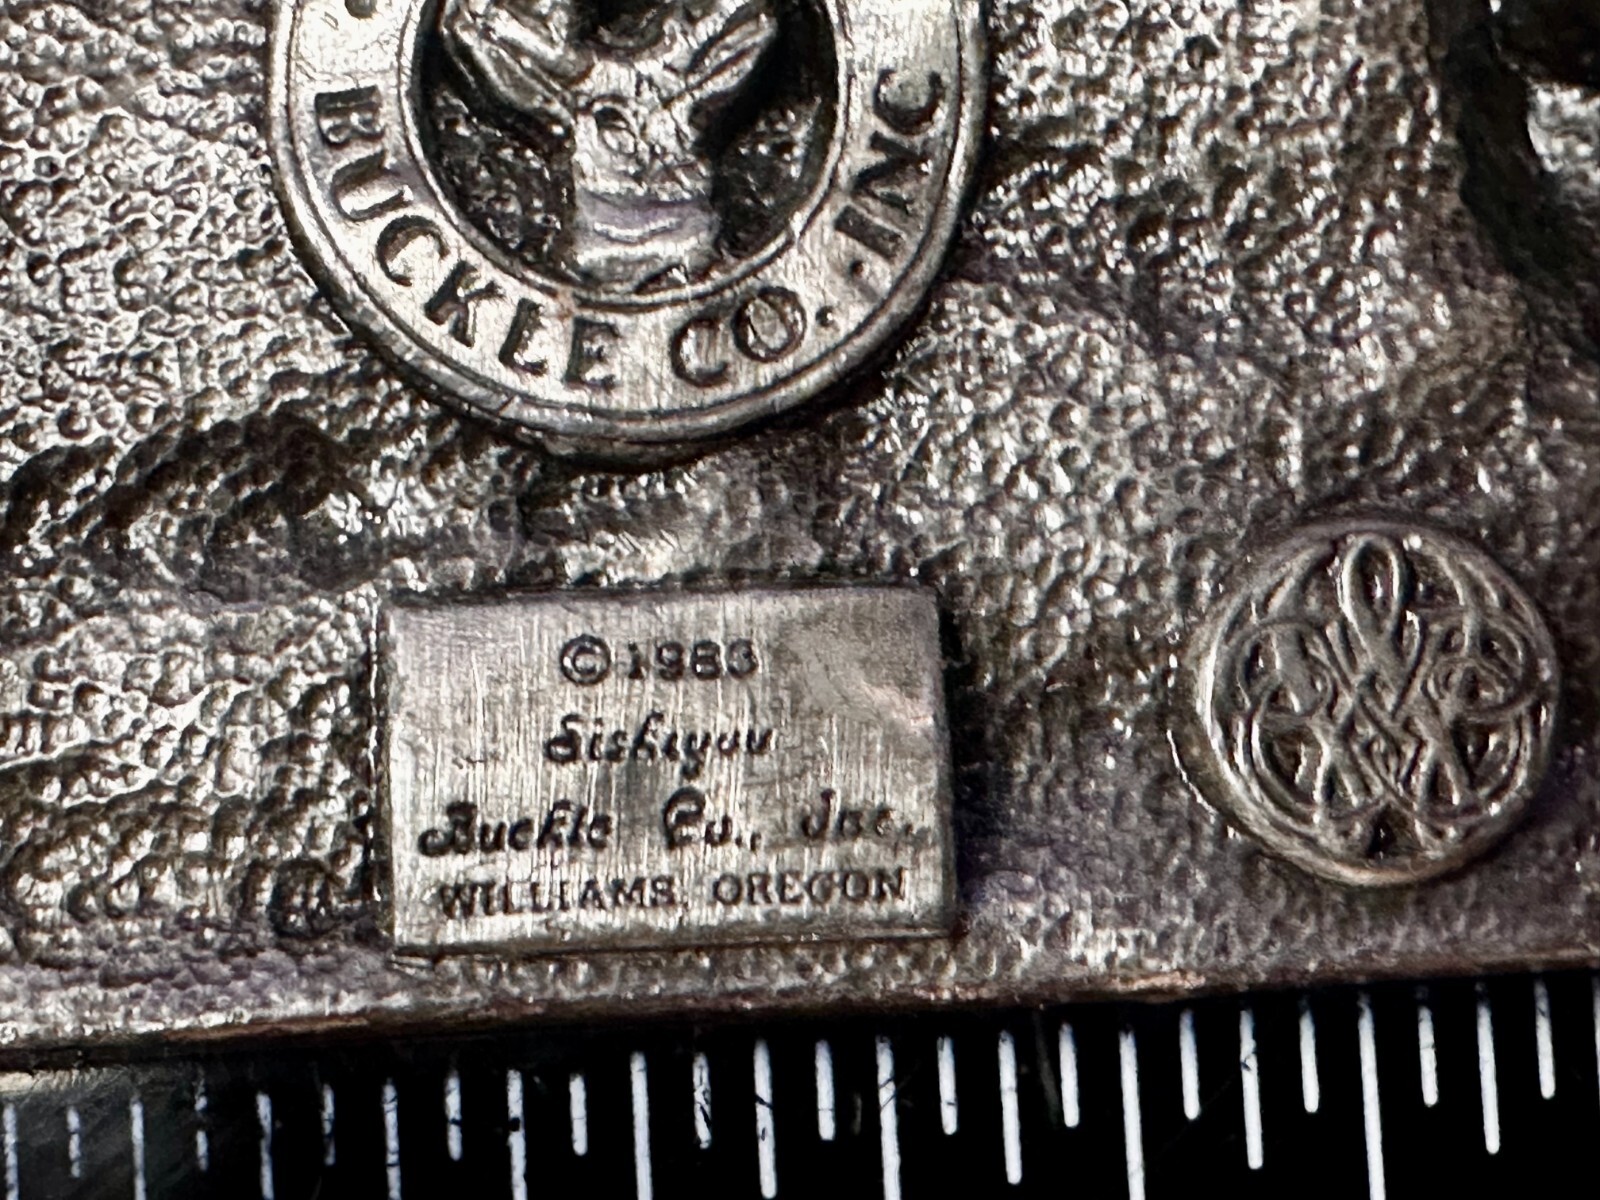 BUCKLE CO. INC
© 1983
Siskiyou
Buckle Co., Inc.
WILLIAMS, OREGON